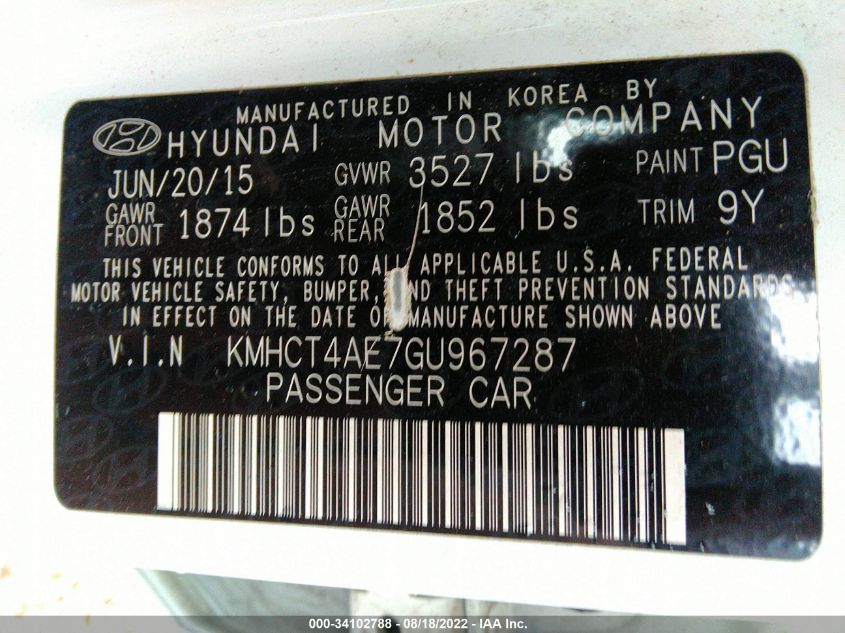 MANUFACTURED IN KOREA BY
HYUNDAI MOTOR COMPANY
JUN/20/15 GVWR 3527 lbs PAINT PGU
GAWR FRONT 1874 lbs GAWR REAR 1852 lbs TRIM 9Y
THIS VEHICLE CONFORMS TO ALL APPLICABLE U.S.A. FEDERAL
MOTOR VEHICLE SAFETY, BUMPER, AND THEFT PREVENTION STANDARDS
IN EFFECT ON THE DATE OF MANUFACTURE SHOWN ABOVE
V.I.N KMHCT4AE7GU967287
PASSENGER CAR
000-34102788 - 08/18/2022 - IAA Inc.